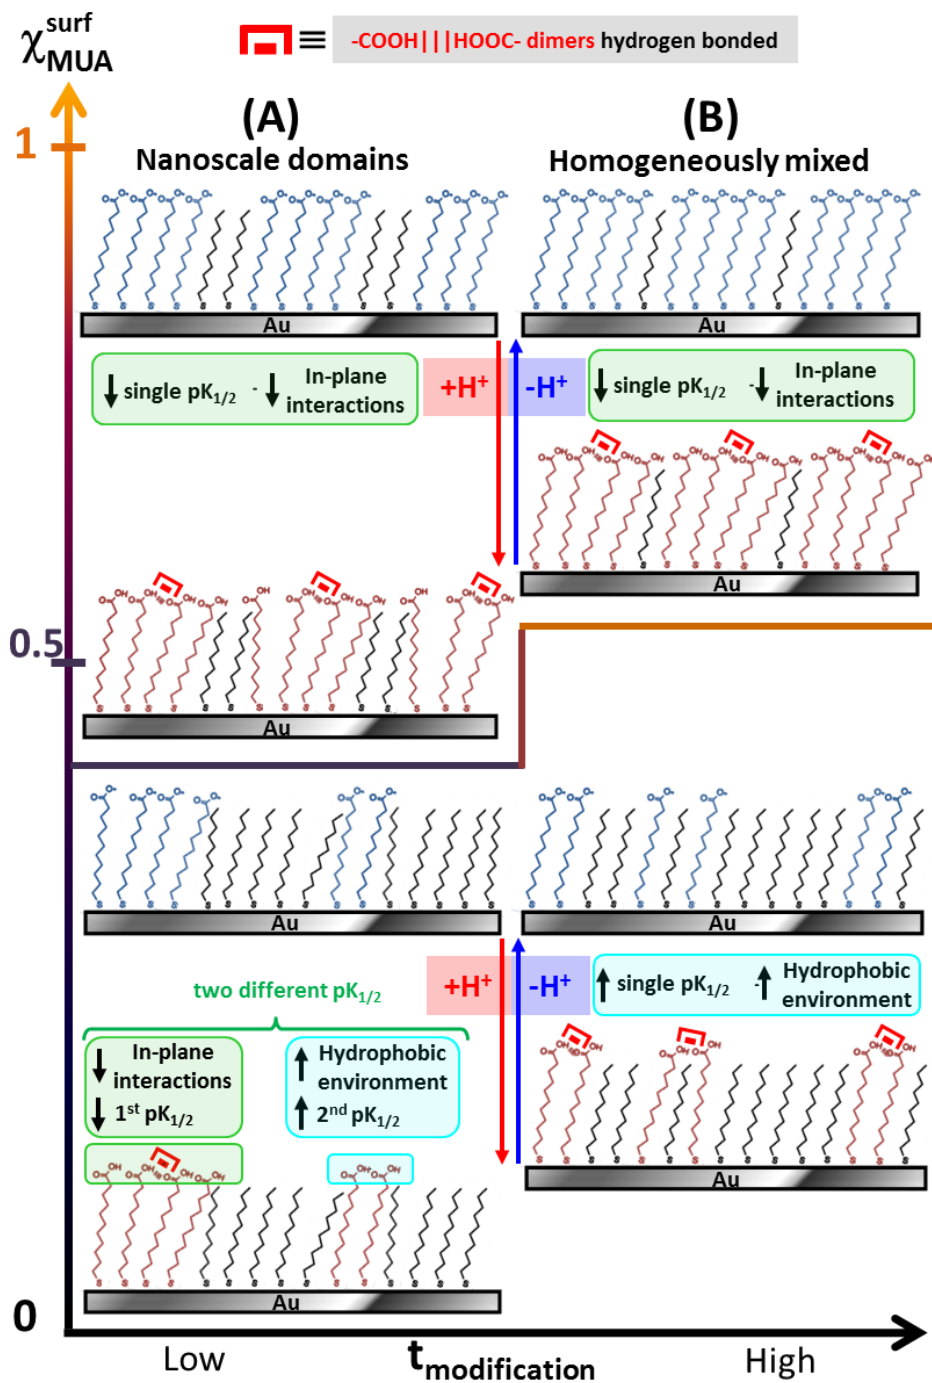 χ surf MUA
≡ -COOH|||HOOC- dimers hydrogen bonded
1
(A)
Nanoscale domains
(B)
Homogeneously mixed
Au
Au
↓ single pK1/2 - ↓ In-plane interactions
+H+
-H+
↓ single pK1/2 - ↓ In-plane interactions
Au
0.5
Au
Au
Au
two different pK1/2
+H+
-H+
↑ single pK1/2 - ↑ Hydrophobic environment
↓ In-plane interactions
↓ 1st pK1/2
↑ Hydrophobic environment
↑ 2nd pK1/2
Au
Au
0
Low
tmodification
High